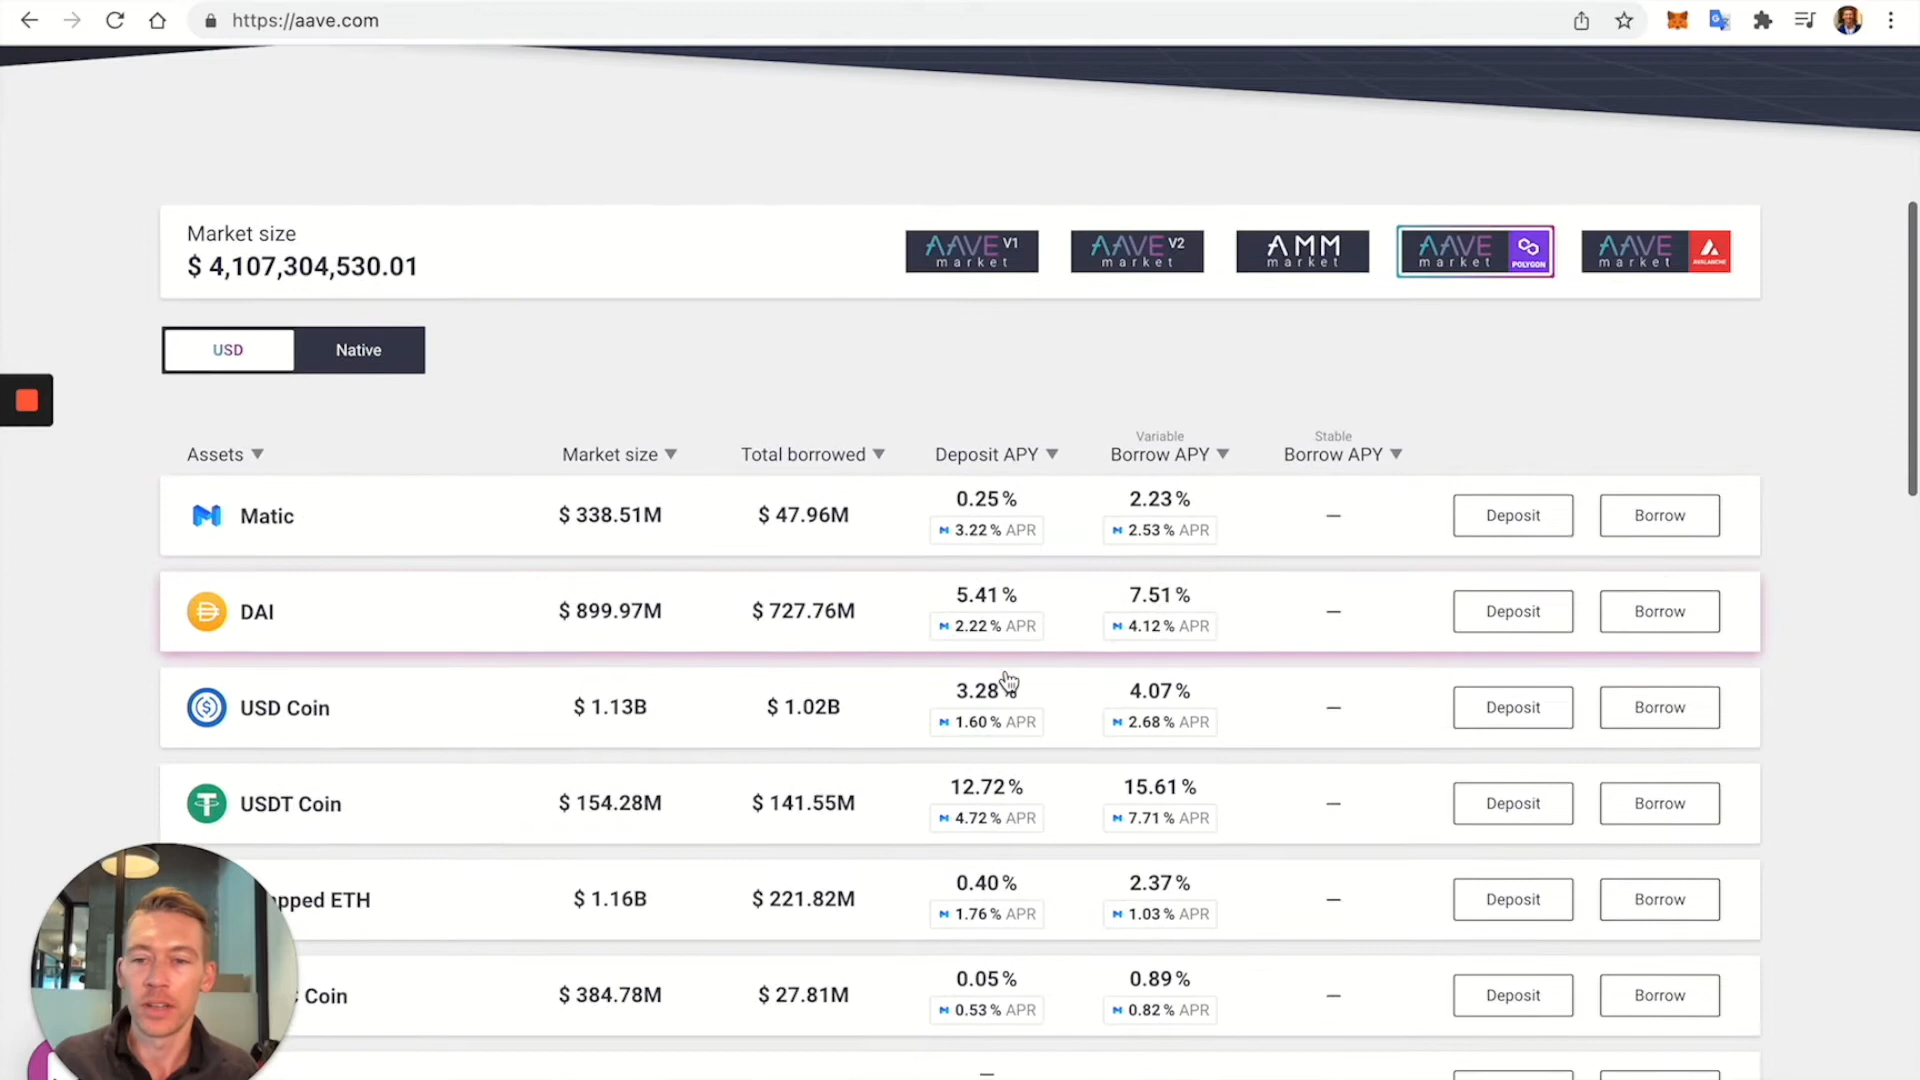 https://aave.com
Market size
$ 4,107,304,530.01
AAVE V1
market
AAVE V2
market
AMM
market
AAVE
market
POLYGON
AAVE
market
AVALANCHE
USD Native
Assets Market size Total borrowed Deposit APY Variable Borrow APY Stable Borrow APY
Matic $ 338.51M $ 47.96M 0.25 % 2.23 % — Deposit Borrow
3.22 % APR 2.53 % APR
DAI $ 899.97M $ 727.76M 5.41 % 7.51 % — Deposit Borrow
2.22 % APR 4.12 % APR
USD Coin $ 1.13B $ 1.02B 3.28 % 4.07 % — Deposit Borrow
1.60 % APR 2.68 % APR
USDT Coin $ 154.28M $ 141.55M 12.72 % 15.61 % — Deposit Borrow
4.72 % APR 7.71 % APR
pped ETH $ 1.16B $ 221.82M 0.40 % 2.37 % — Deposit Borrow
1.76 % APR 1.03 % APR
Coin $ 384.78M $ 27.81M 0.05 % 0.89 % — Deposit Borrow
0.53 % APR 0.82 % APR
—